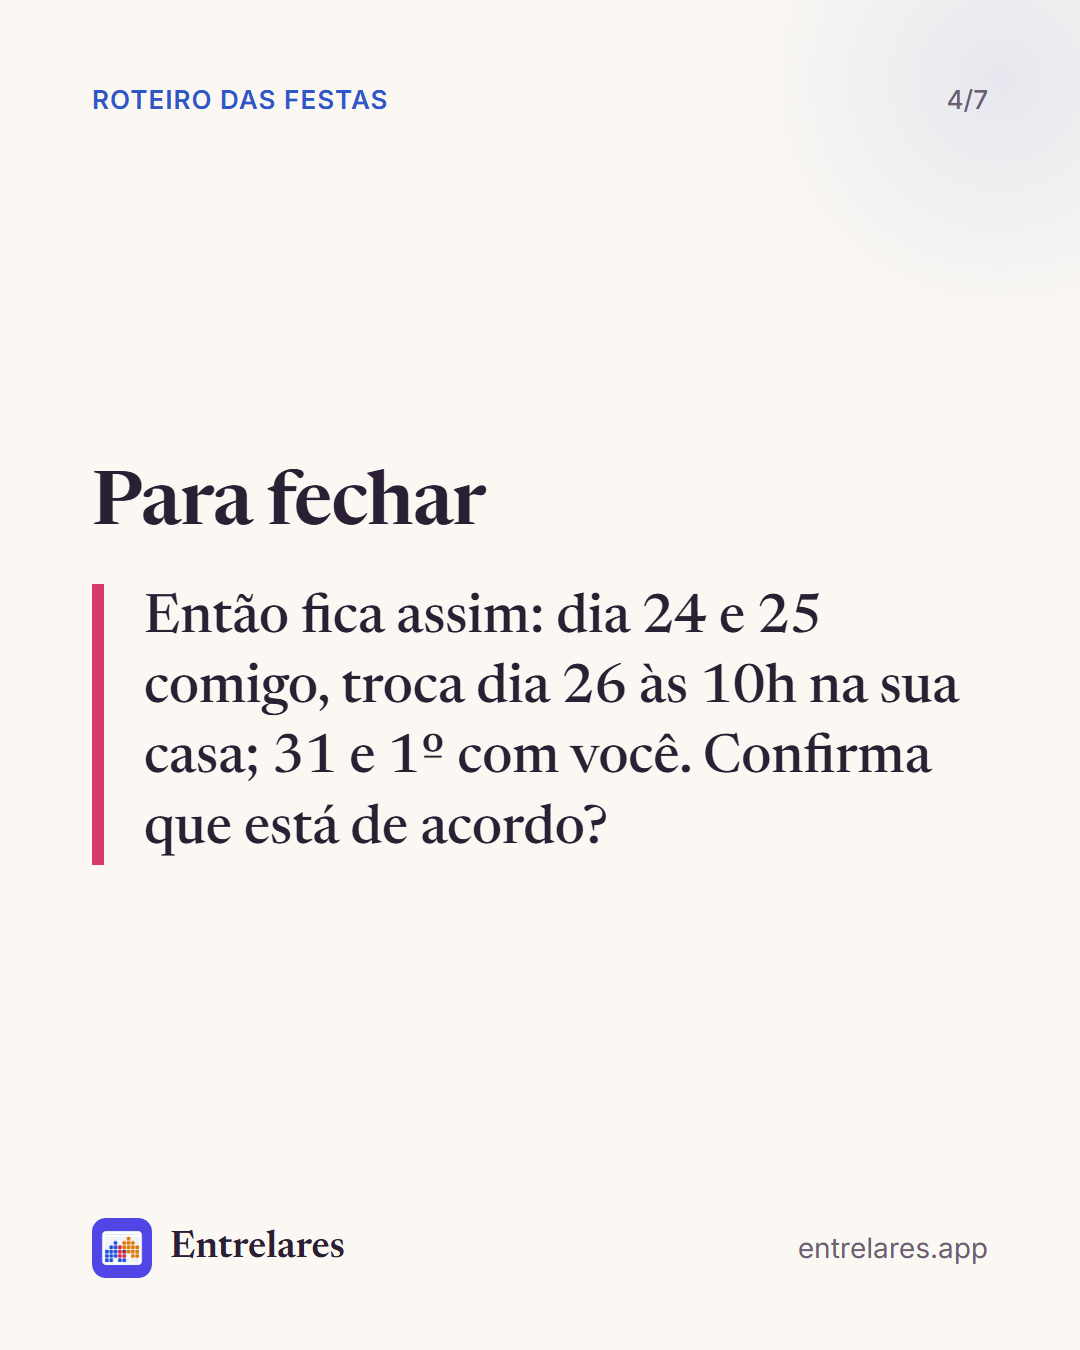 ROTEIRO DAS FESTAS
4/7
Para fechar
Então fica assim: dia 24 e 25
comigo, troca dia 26 às 10h na sua
casa; 31 e 1º com você. Confirma
que está de acordo?
Entrelares
entrelares.app